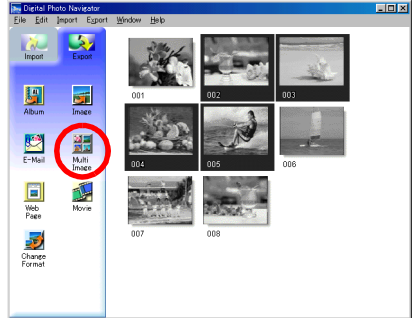 Digital Photo Navigator
File Edit Import Export Window Help
Import Export
Album Image
E-Mail Multi Image
Web Page Movie
Change Format
001 002 003
004 005 006
007 008